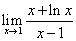 lim x→1 (x + ln x)/(x − 1)